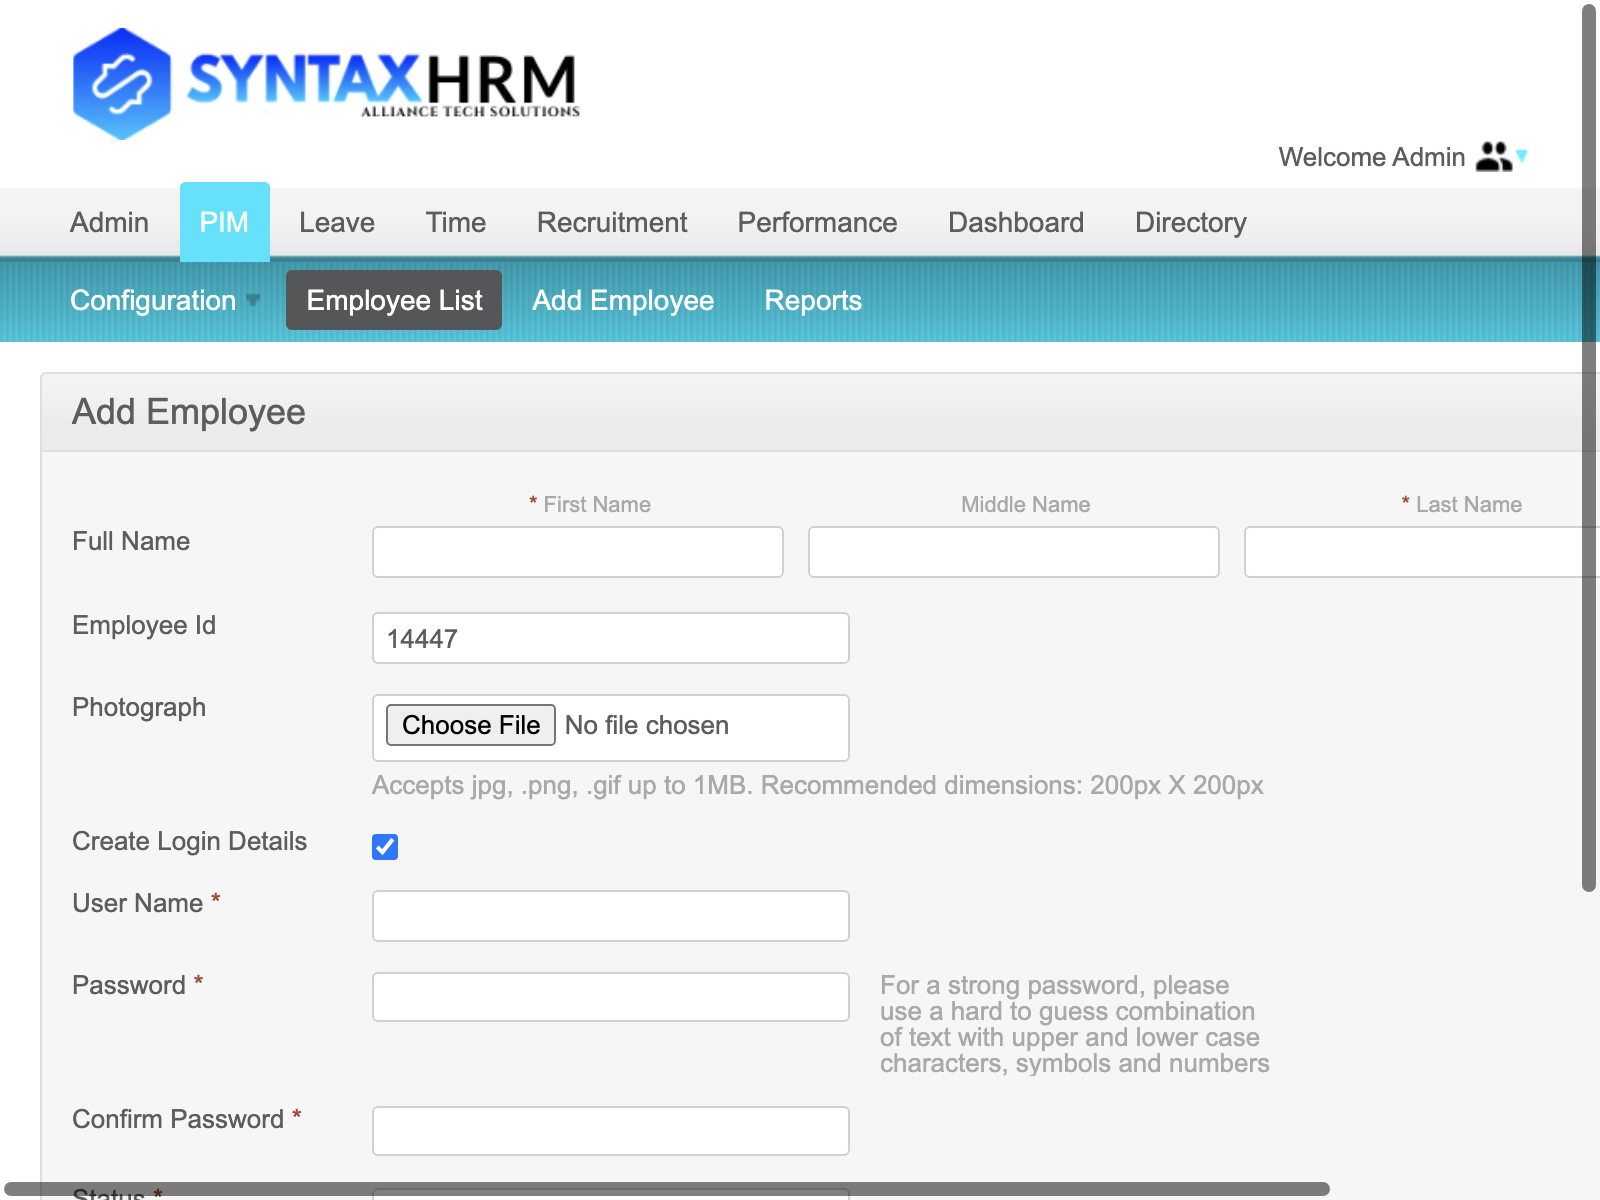 SYNTAXHRM
ALLIANCE TECH SOLUTIONS
Welcome Admin
Admin PIM Leave Time Recruitment Performance Dashboard Directory
Configuration Employee List Add Employee Reports
Add Employee
* First Name Middle Name * Last Name
Full Name
Employee Id 14447
Photograph Choose File No file chosen
Accepts jpg, .png, .gif up to 1MB. Recommended dimensions: 200px X 200px
Create Login Details
User Name *
Password * For a strong password, please
use a hard to guess combination
of text with upper and lower case
characters, symbols and numbers
Confirm Password *
Status *